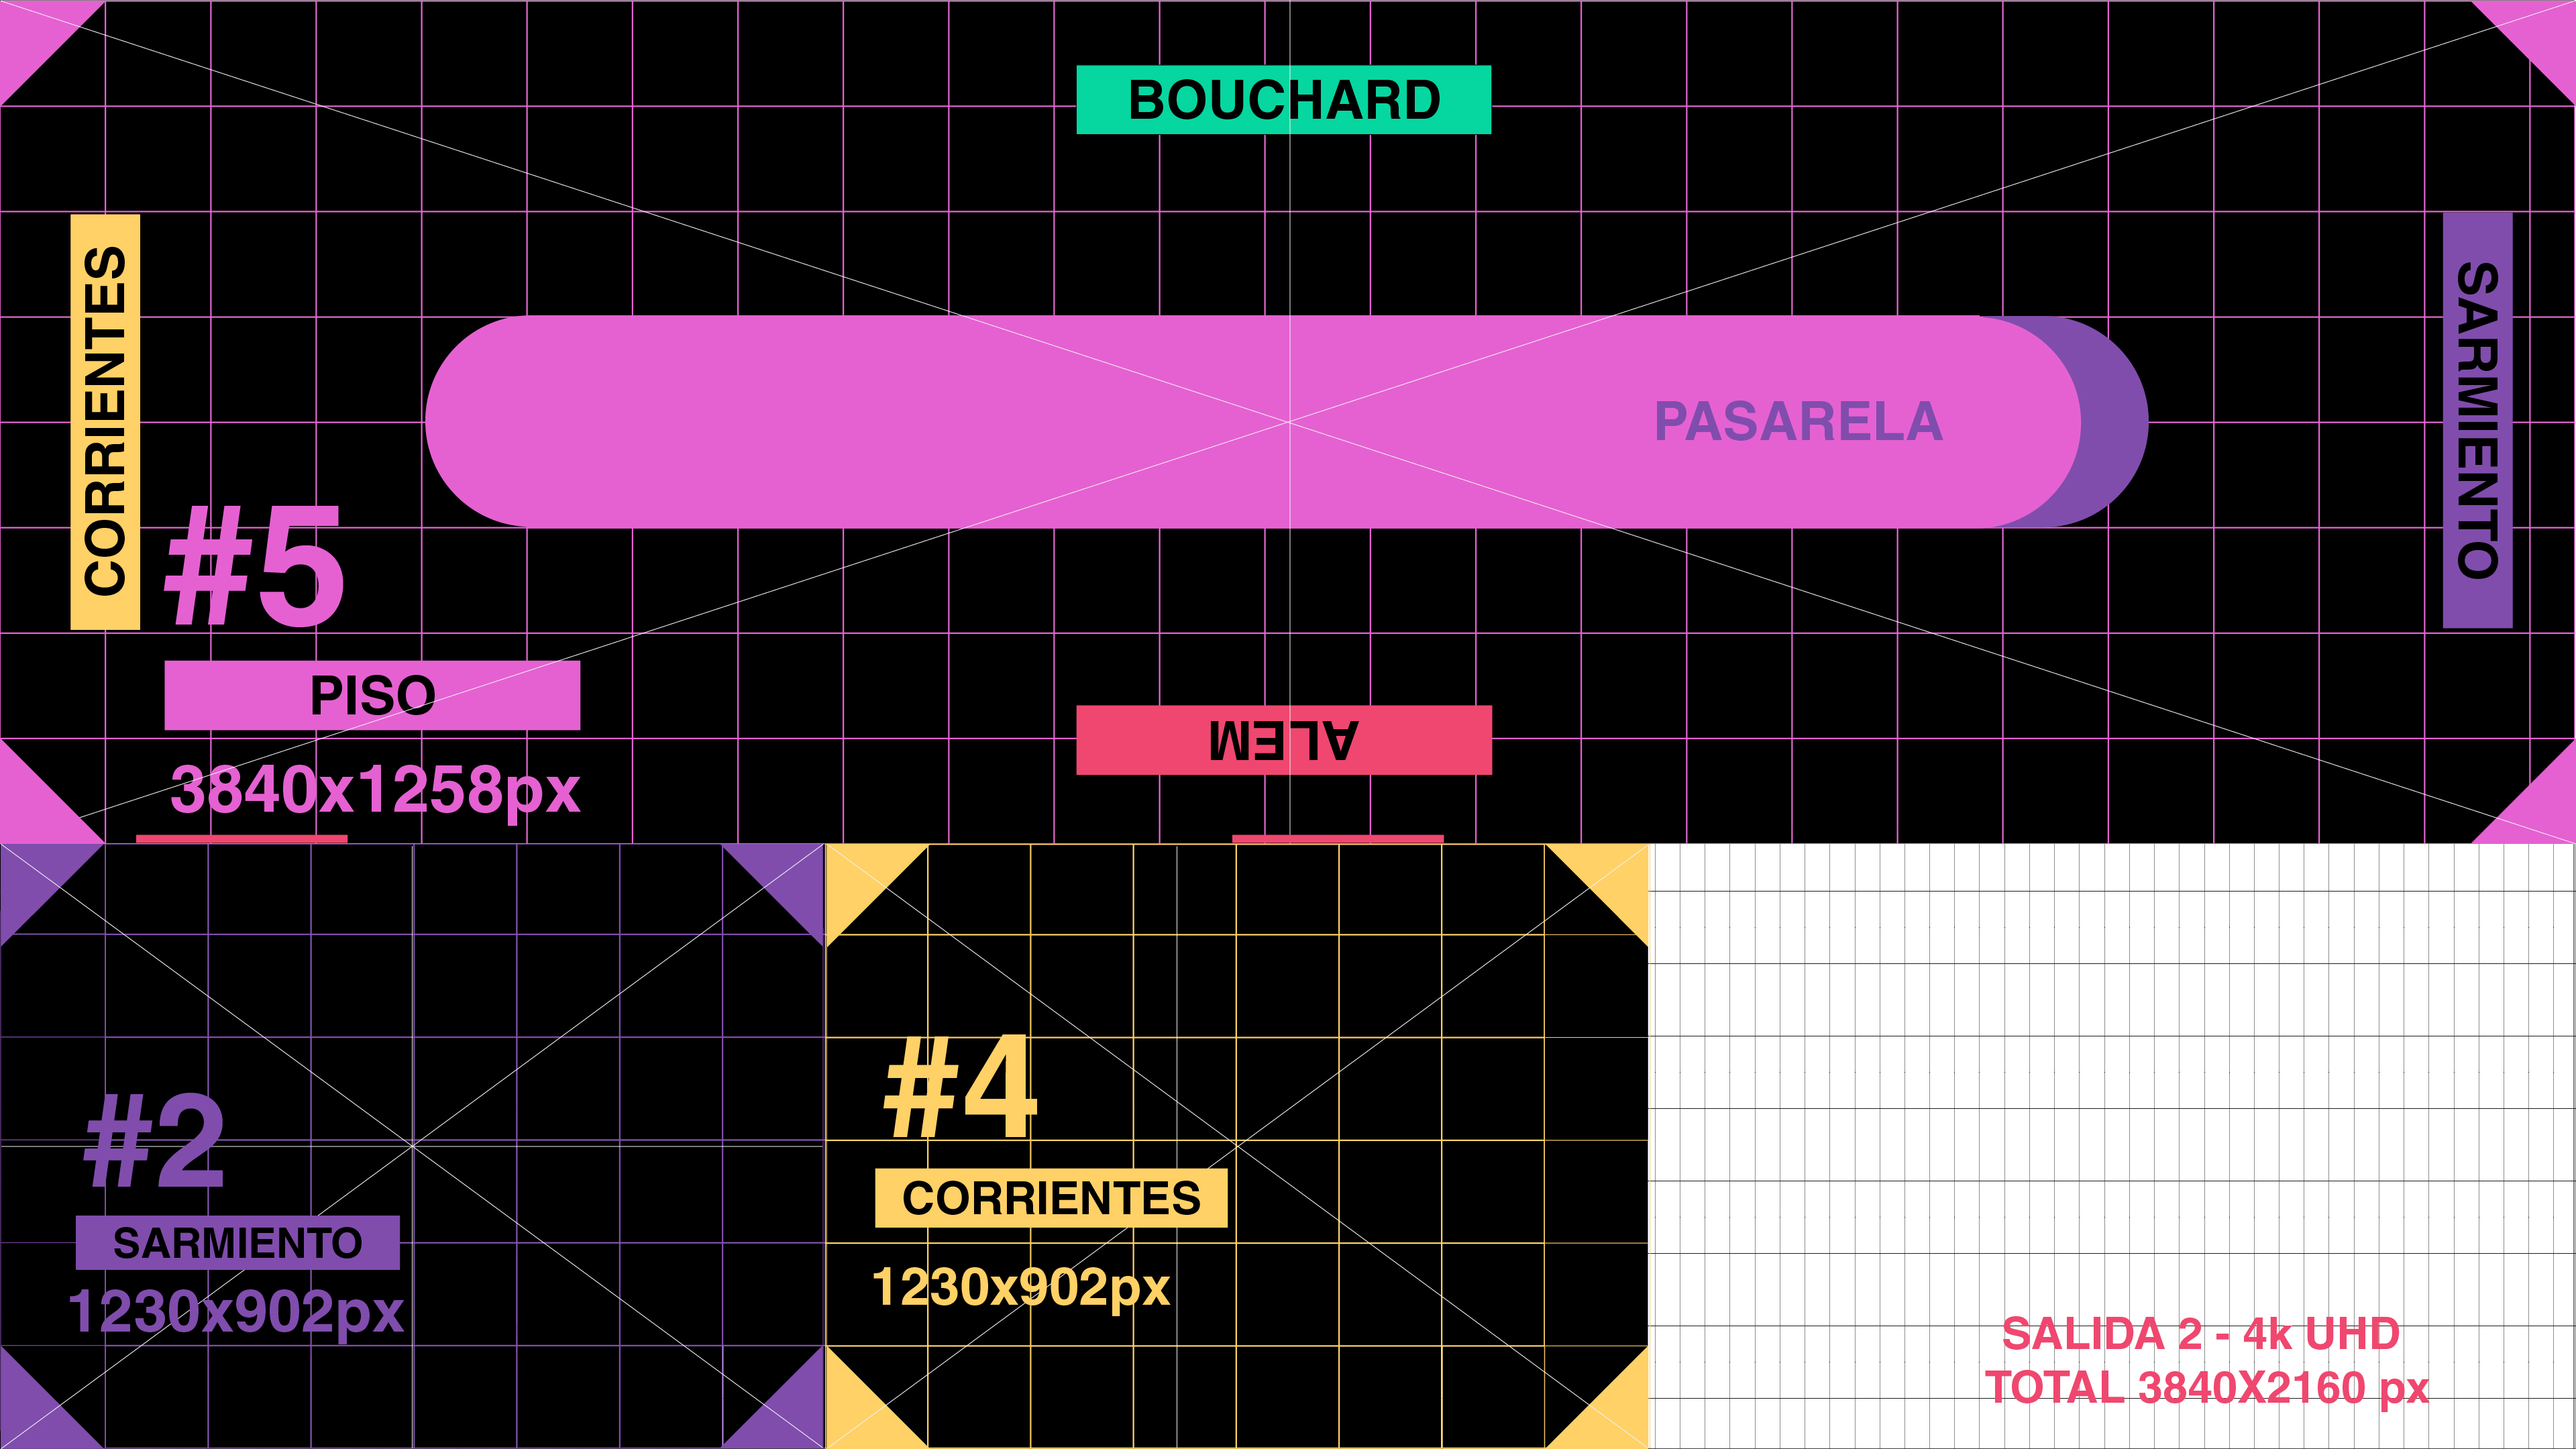 BOUCHARD
CORRIENTES
SARMIENTO
PASARELA
#5
PISO
ALEM
3840x1258px
#2
SARMIENTO
1230x902px
#4
CORRIENTES
1230x902px
SALIDA 2 - 4k UHD
TOTAL 3840X2160 px